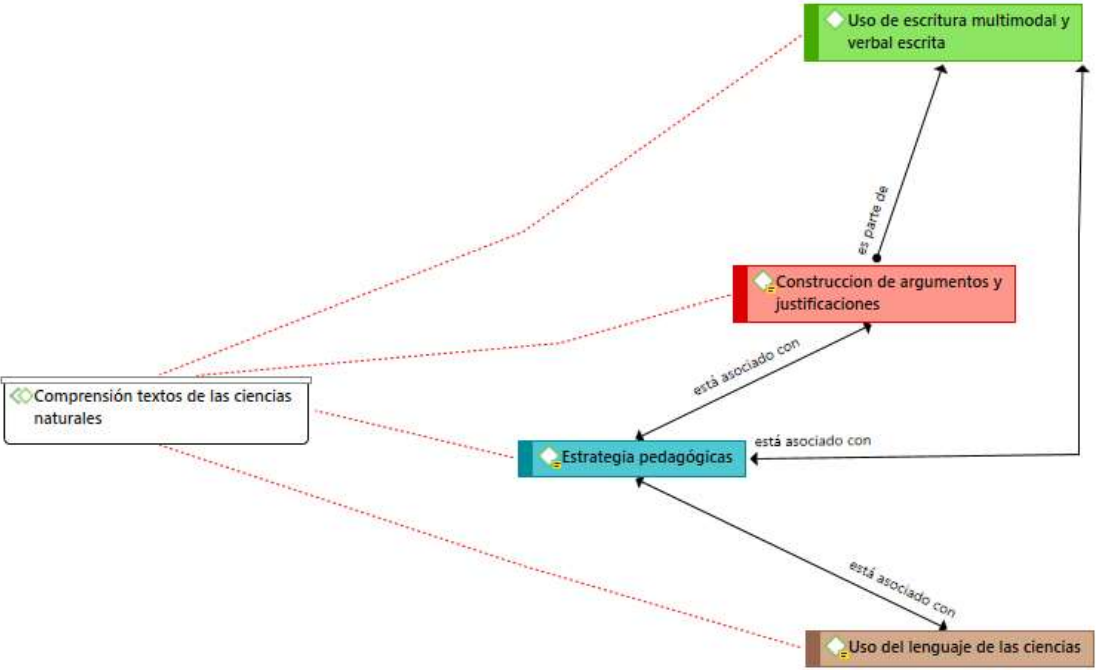 Uso de escritura multimodal y
verbal escrita
es parte de
Construccion de argumentos y
justificaciones
está asociado con
Comprensión textos de las ciencias
naturales
está asociado con
Estrategia pedagógicas
está asociado con
Uso del lenguaje de las ciencias